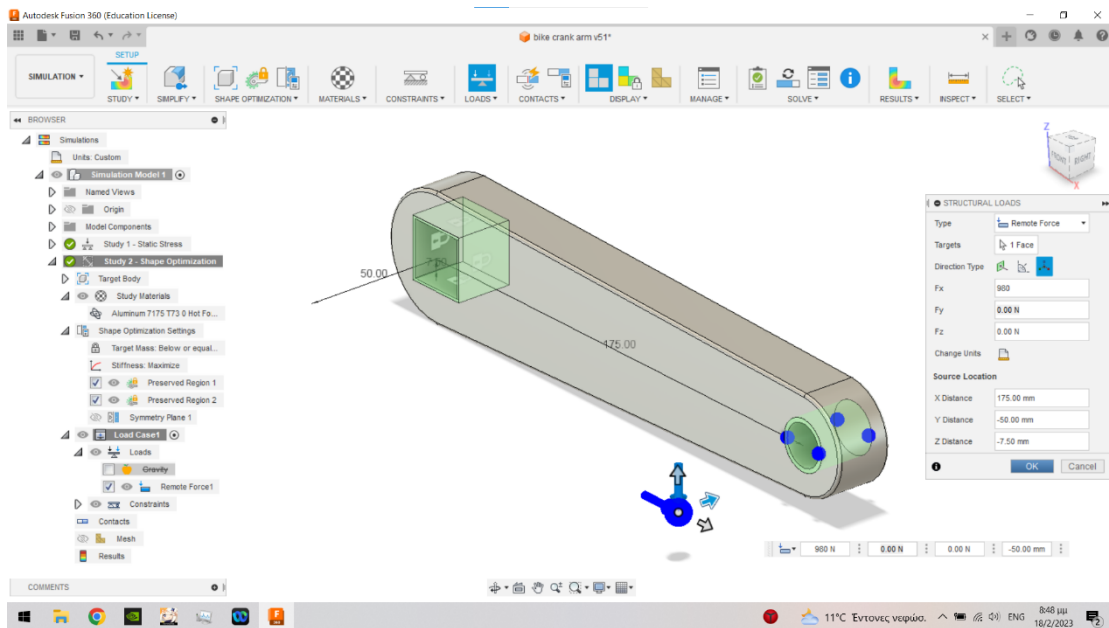 Autodesk Fusion 360 (Education License)
bike crank arm v51*
SETUP
SIMULATION
STUDY
SIMPLIFY
SHAPE OPTIMIZATION
MATERIALS
CONSTRAINTS
LOADS
CONTACTS
DISPLAY
MANAGE
SOLVE
RESULTS
INSPECT
SELECT
BROWSER
Simulations
Units: Custom
Simulation Model 1
Named Views
Origin
Model Components
Study 1 - Static Stress
Study 2 - Shape Optimization
Target Body
Study Materials
Aluminum 7175 T73 0 Hot Fo...
Shape Optimization Settings
Target Mass: Below or equal...
Stiffness: Maximize
Preserved Region 1
Preserved Region 2
Symmetry Plane 1
Load Case1
Loads
Gravity
Remote Force1
Constraints
Contacts
Mesh
Results
COMMENTS
50.00
175.00
Z
FRONT
RIGHT
X
STRUCTURAL LOADS
Type Remote Force
Targets 1 Face
Direction Type
Fx 980
Fy 0.00 N
Fz 0.00 N
Change Units
Source Location
X Distance 175.00 mm
Y Distance -50.00 mm
Z Distance -7.50 mm
OK Cancel
980 N 0.00 N 0.00 N -50.00 mm
11°C Έντονες νεφώσ. ENG
8:48 μμ
18/2/2023